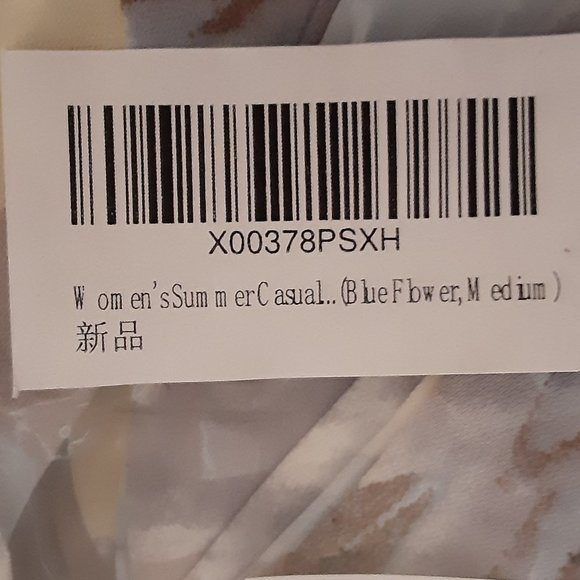 X00378PSXH
Women'sSummerCasual...(BlueFlower,Medium)
新品